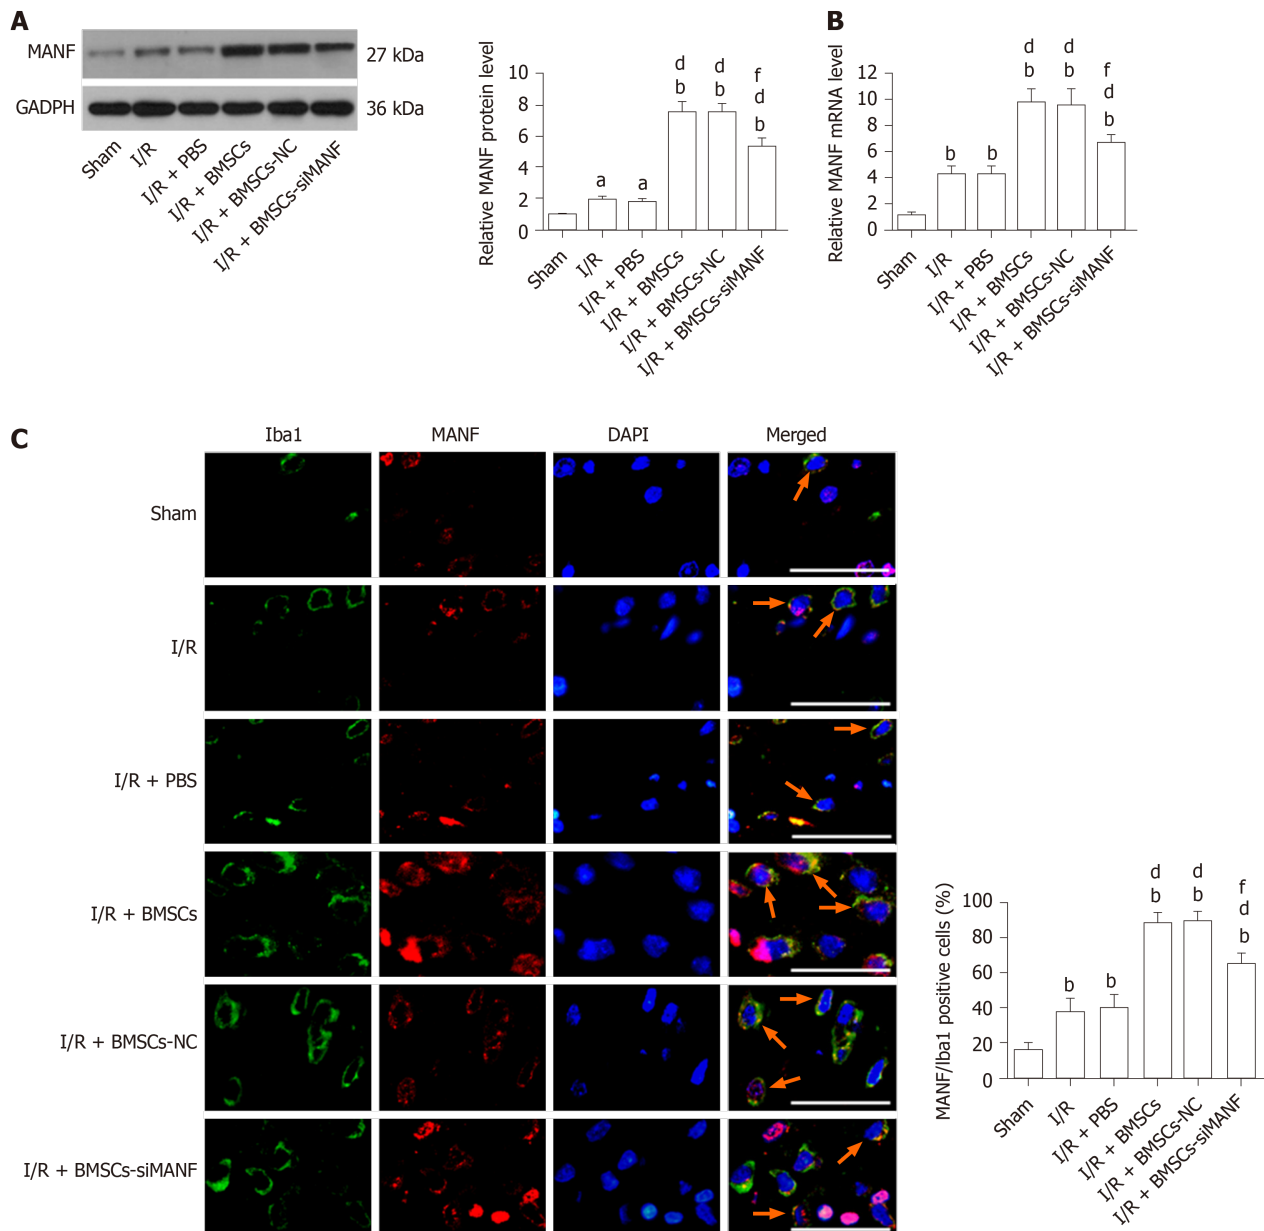 A
MANF
27 kDa
GADPH
36 kDa
Sham
I/R
I/R + PBS
I/R + BMSCs
I/R + BMSCs-NC
I/R + BMSCs-siMANF
Relative MANF protein level
10
8
6
4
2
0
a
a
d
b
d
b
f
d
b
Sham
I/R
I/R + PBS
I/R + BMSCs
I/R + BMSCs-NC
I/R + BMSCs-siMANF
B
Relative MANF mRNA level
12
10
8
6
4
2
0
b
b
d
b
d
b
f
d
b
Sham
I/R
I/R + PBS
I/R + BMSCs
I/R + BMSCs-NC
I/R + BMSCs-siMANF
C
Iba1
MANF
DAPI
Merged
Sham
I/R
I/R + PBS
I/R + BMSCs
I/R + BMSCs-NC
I/R + BMSCs-siMANF
MANF/Iba1 positive cells (%)
100
80
60
40
20
0
b
b
d
b
d
b
f
d
b
Sham
I/R
I/R + PBS
I/R + BMSCs
I/R + BMSCs-NC
I/R + BMSCs-siMANF